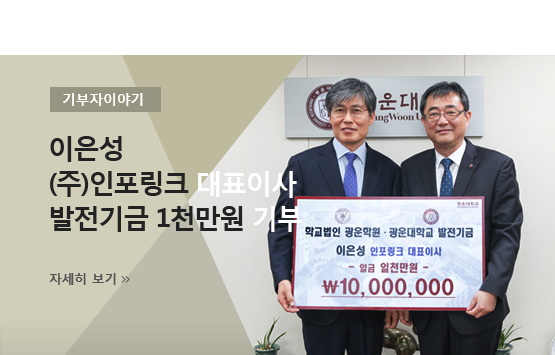 기부자이야기
이은성
(주)인포링크 대표이사
발전기금 1천만원 기부
자세히 보기 »
운대
ngWoon U
광운대학교
학교법인 광운학원 · 광운대학교 발전기금
이은성 인포링크 대표이사
- 일금 일천만원 -
₩10,000,000